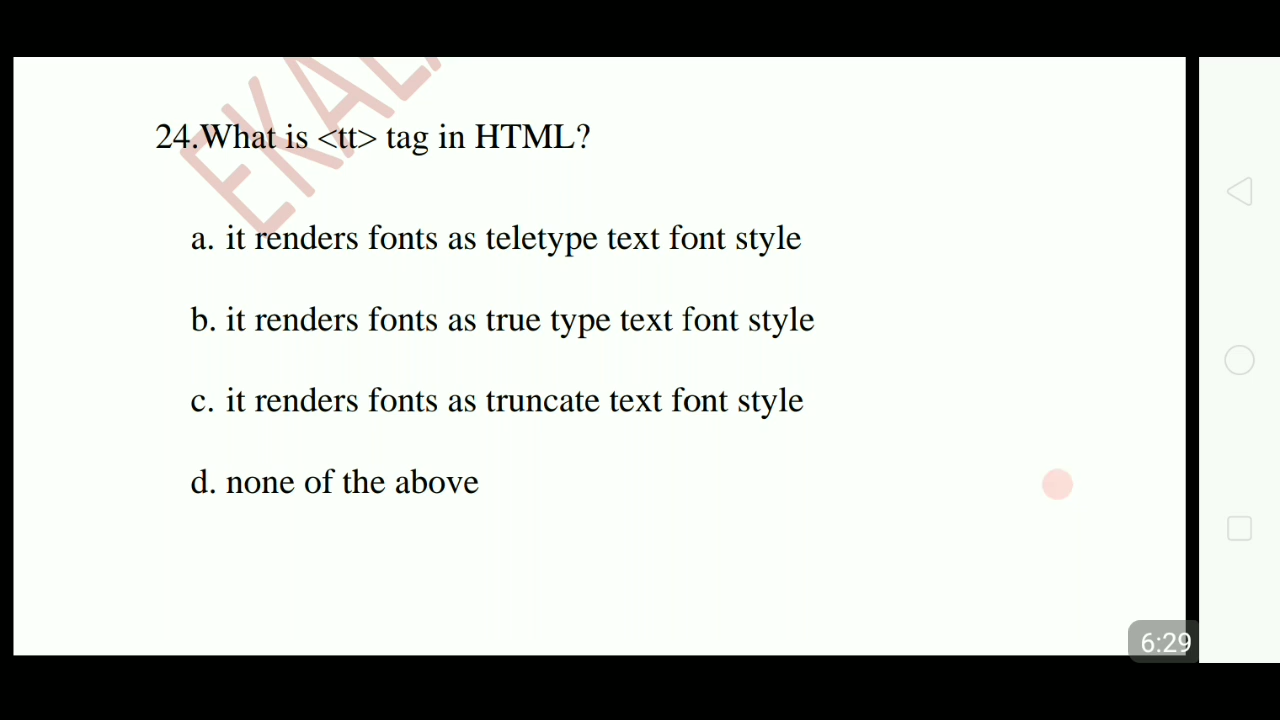 EKAL
24.What is <tt> tag in HTML?
a. it renders fonts as teletype text font style
b. it renders fonts as true type text font style
c. it renders fonts as truncate text font style
d. none of the above
6:29